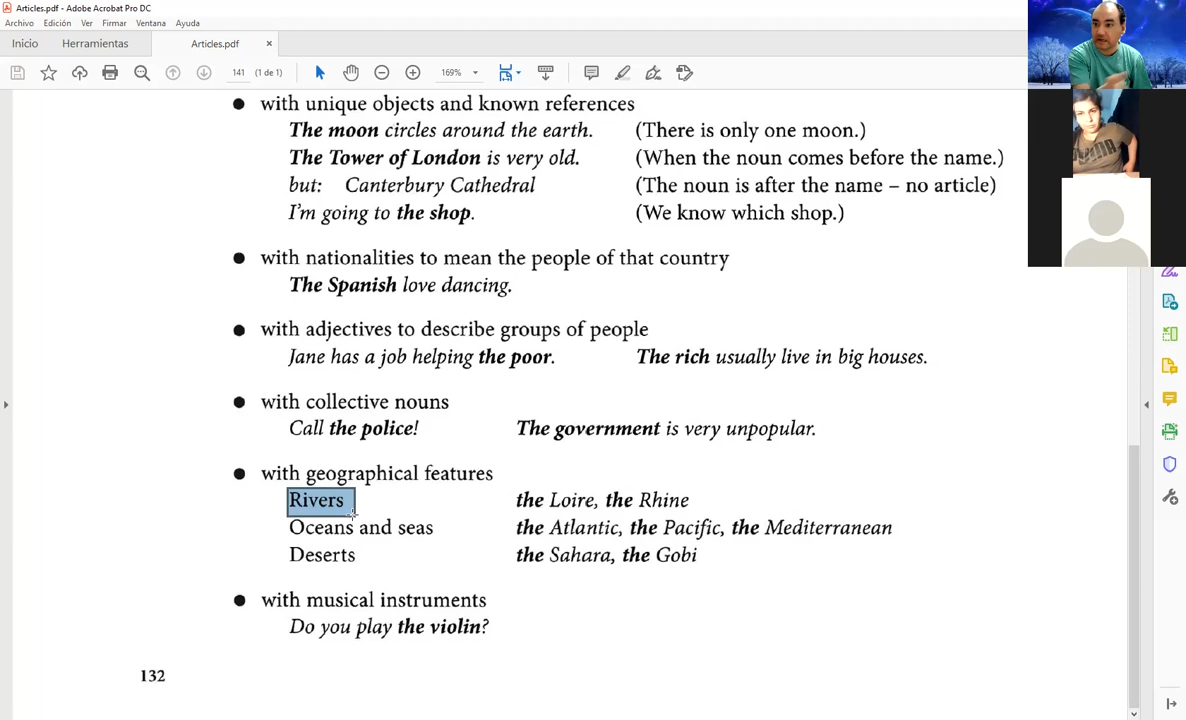 Articles.pdf - Adobe Acrobat Pro DC
Archivo Edición Ver Firmar Ventana Ayuda
Inicio Herramientas Articles.pdf ×
141 (1 de 1) 169%
● with unique objects and known references
The moon circles around the earth. (There is only one moon.)
The Tower of London is very old. (When the noun comes before the name.)
but: Canterbury Cathedral (The noun is after the name – no article)
I'm going to the shop. (We know which shop.)
● with nationalities to mean the people of that country
The Spanish love dancing.
● with adjectives to describe groups of people
Jane has a job helping the poor. The rich usually live in big houses.
● with collective nouns
Call the police! The government is very unpopular.
● with geographical features
Rivers the Loire, the Rhine
Oceans and seas the Atlantic, the Pacific, the Mediterranean
Deserts the Sahara, the Gobi
● with musical instruments
Do you play the violin?
132
PUMA